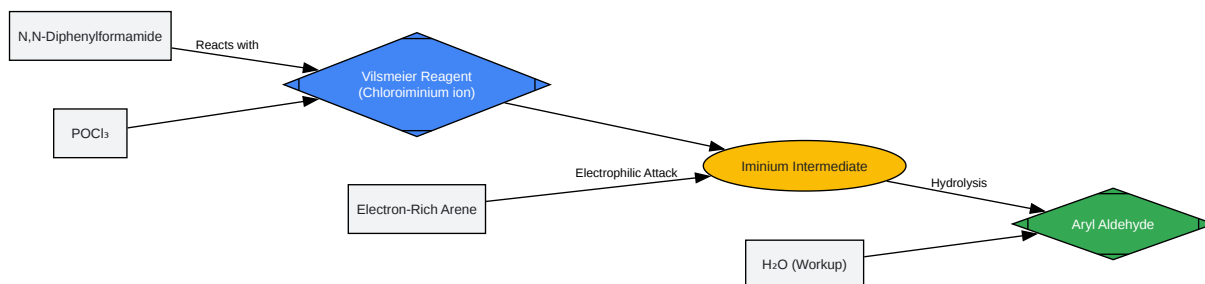 N,N-Diphenylformamide
Reacts with
Vilsmeier Reagent
(Chloroiminium ion)
POCl₃
Electrophilic Attack
Iminium Intermediate
Electron-Rich Arene
Hydrolysis
Aryl Aldehyde
H₂O (Workup)